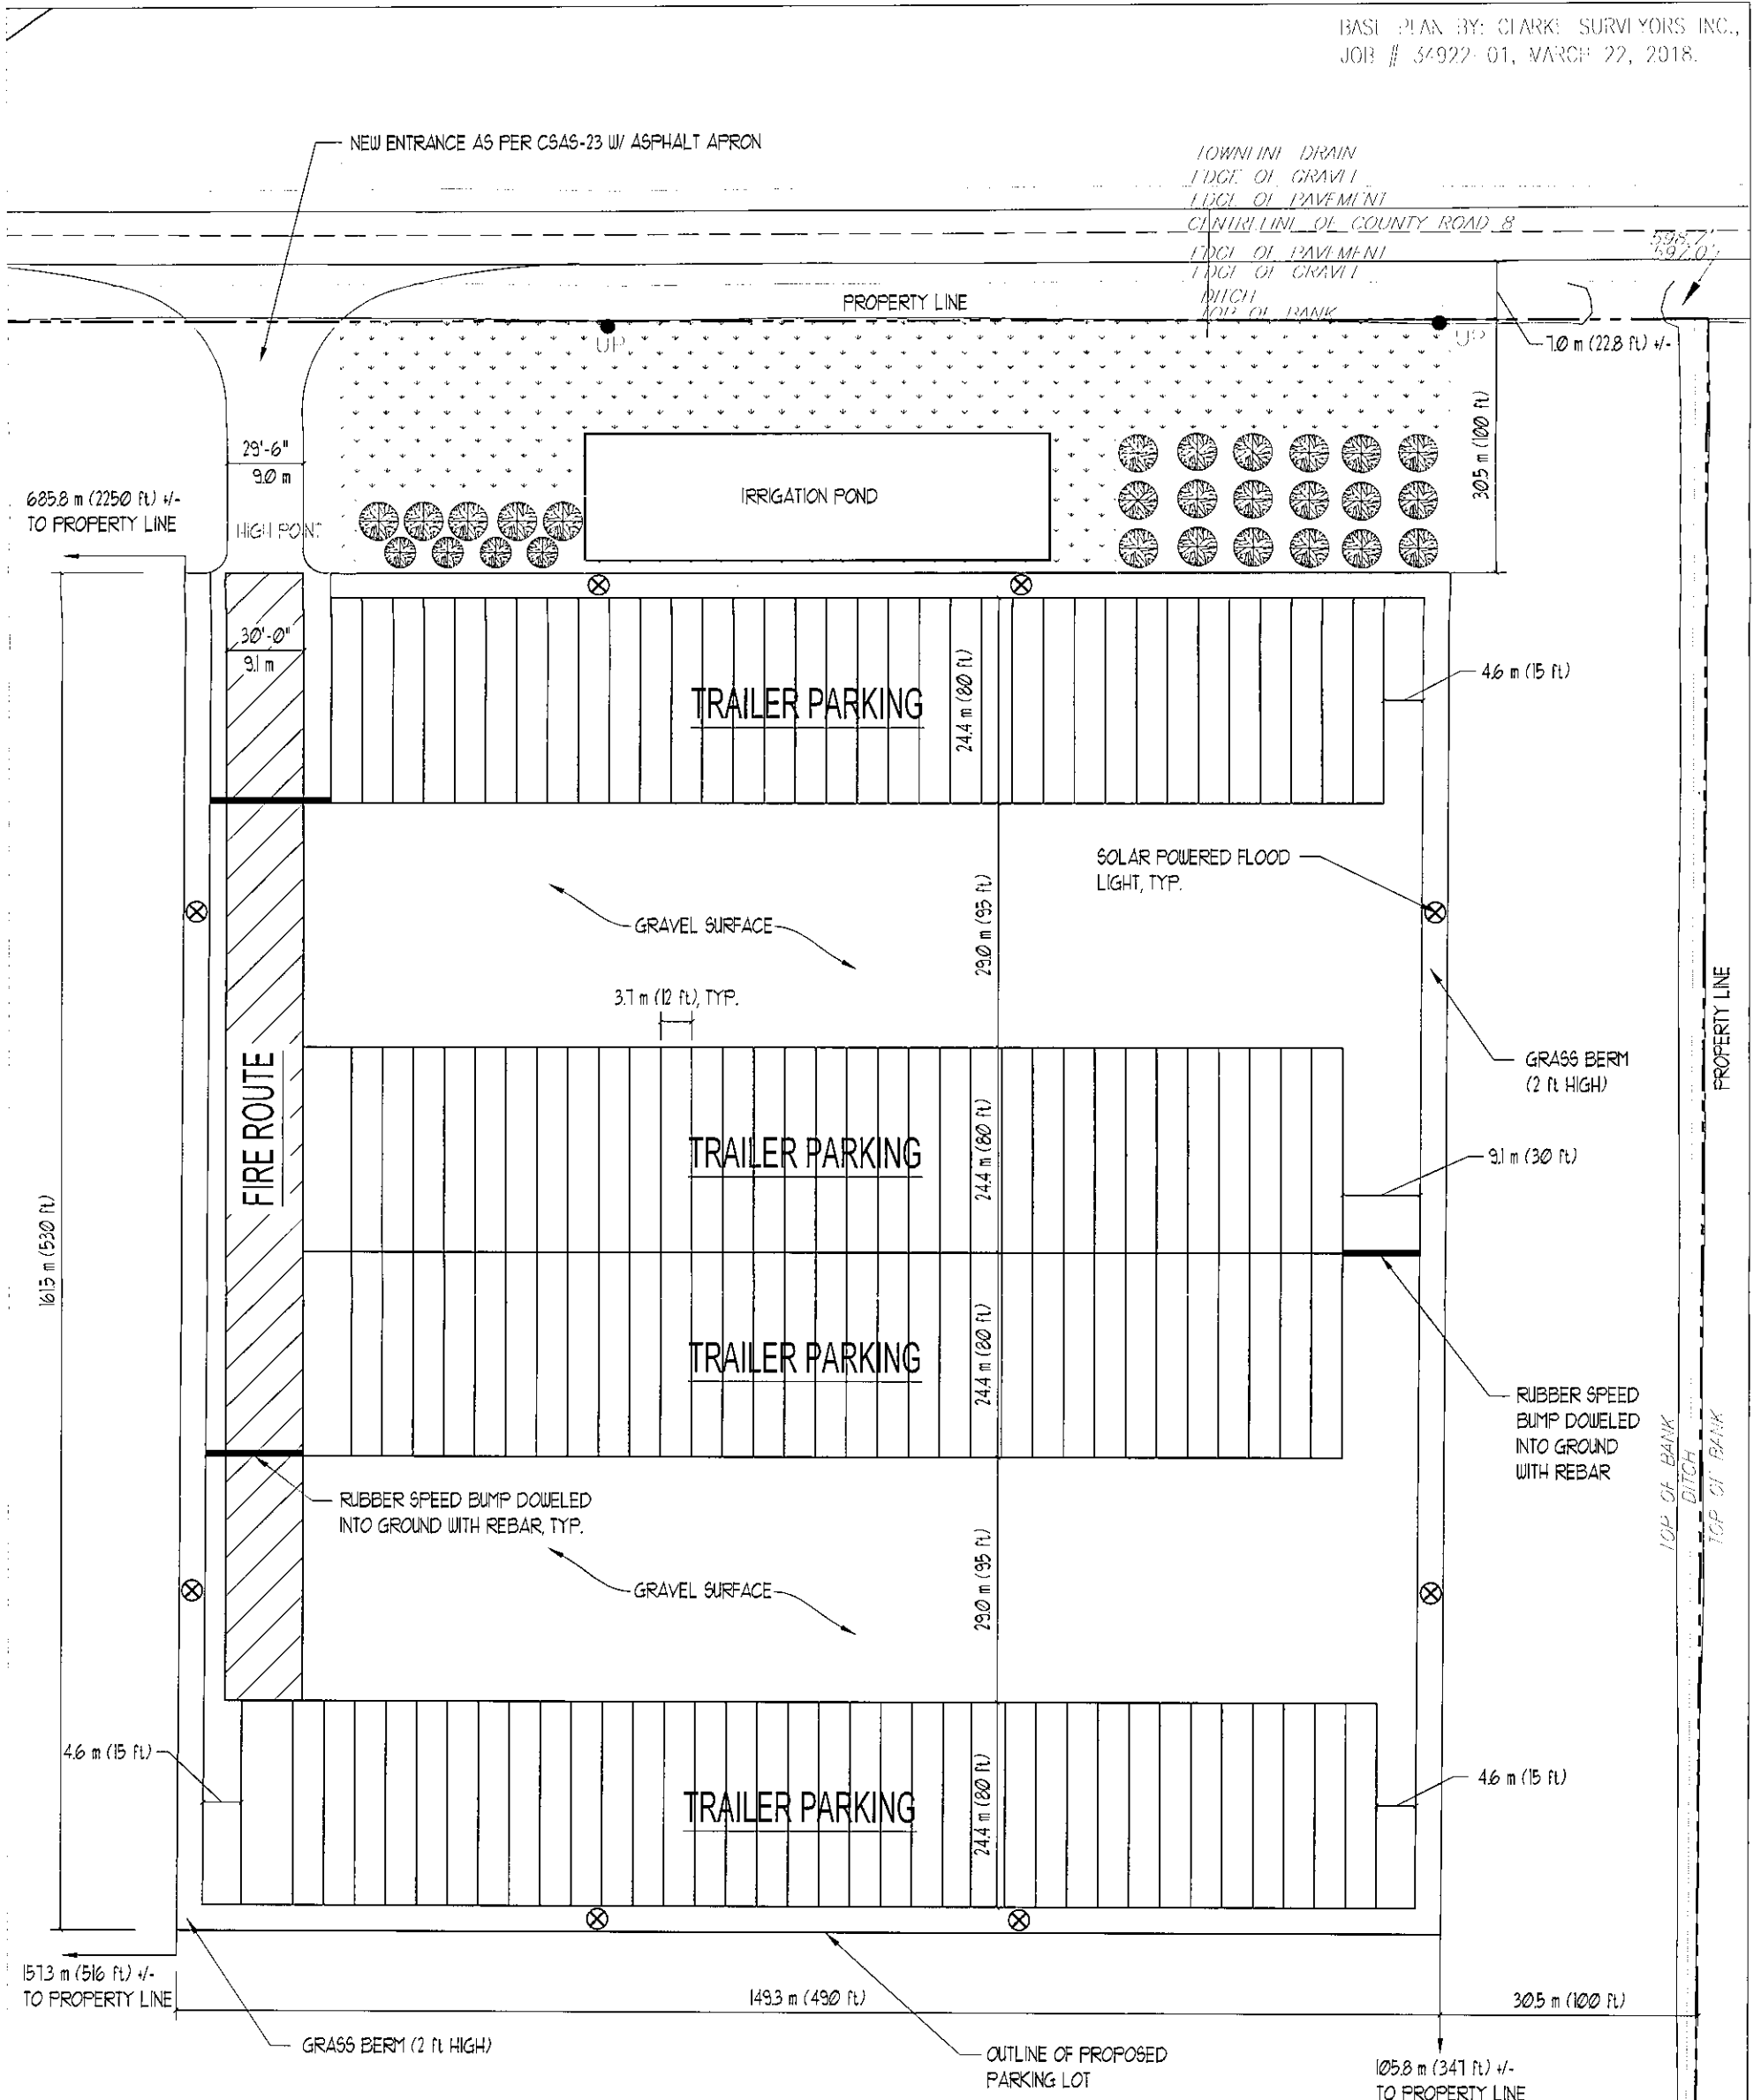 BASE PLAN BY: CLARKE SURVEYORS INC.,
JOB # 34922-01, MARCH 22, 2018.
NEW ENTRANCE AS PER CSAS-23 W/ ASPHALT APRON
TOWNLINE DRAIN
EDGE OF GRAVEL
EDGE OF PAVEMENT
CENTRELINE OF COUNTY ROAD 8
EDGE OF PAVEMENT
EDGE OF GRAVEL
DITCH
TOP OF BANK
598.7
597.0
PROPERTY LINE
UP
UP
7.0 m (22.8 ft) +/-
30.5 m (100 ft)
29'-6"
9.0 m
IRRIGATION POND
685.8 m (2250 ft) +/-
TO PROPERTY LINE
HIGH POINT
30'-0"
9.1 m
TRAILER PARKING
24.4 m (80 ft)
4.6 m (15 ft)
SOLAR POWERED FLOOD
LIGHT, TYP.
GRAVEL SURFACE
29.0 m (95 ft)
3.7 m (12 ft), TYP.
PROPERTY LINE
GRASS BERM
(2 ft HIGH)
FIRE ROUTE
TRAILER PARKING
24.4 m (80 ft)
9.1 m (30 ft)
161.5 m (530 ft)
TRAILER PARKING
24.4 m (80 ft)
RUBBER SPEED
BUMP DOWELED
INTO GROUND
WITH REBAR
TOP OF BANK
DITCH
TOP OF BANK
RUBBER SPEED BUMP DOWELED
INTO GROUND WITH REBAR, TYP.
GRAVEL SURFACE
29.0 m (95 ft)
4.6 m (15 ft)
TRAILER PARKING
24.4 m (80 ft)
4.6 m (15 ft)
157.3 m (516 ft) +/-
TO PROPERTY LINE
149.3 m (490 ft)
30.5 m (100 ft)
GRASS BERM (2 ft HIGH)
OUTLINE OF PROPOSED
PARKING LOT
105.8 m (347 ft) +/-
TO PROPERTY LINE